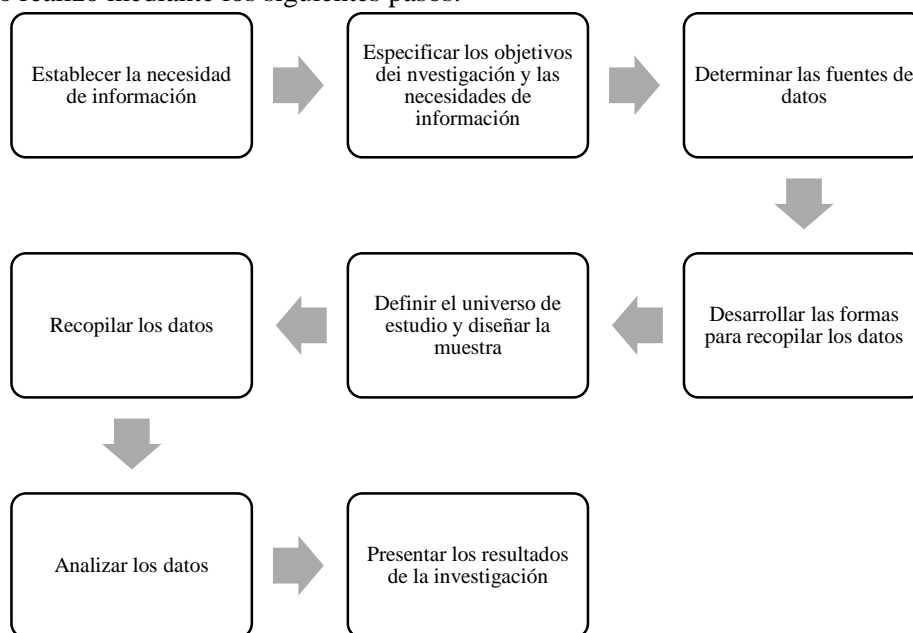 o realizo mediante los siguientes pasos:
Establecer la necesidad
de información
Especificar los objetivos
dei nvestigación y las
necesidades de
información
Determinar las fuentes de
datos
Desarrollar las formas
para recopilar los datos
Definir el universo de
estudio y diseñar la
muestra
Recopilar los datos
Analizar los datos
Presentar los resultados
de la investigación